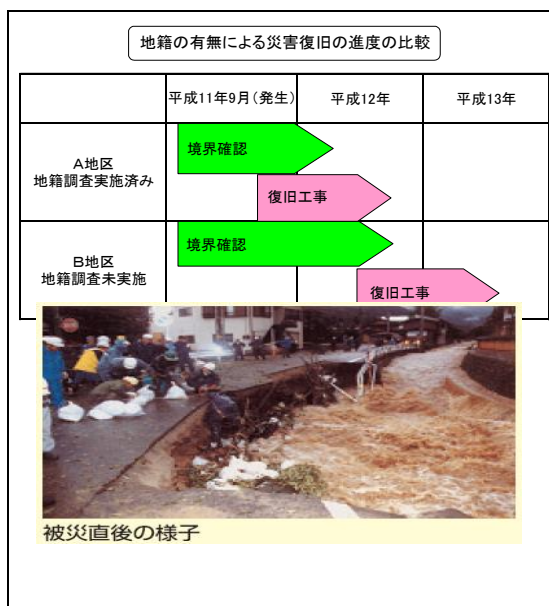 地籍の有無による災害復旧の進度の比較
平成11年9月(発生) 平成12年 平成13年
A地区
地籍調査実施済み
境界確認
復旧工事
B地区
地籍調査未実施
境界確認
復旧工事
被災直後の様子